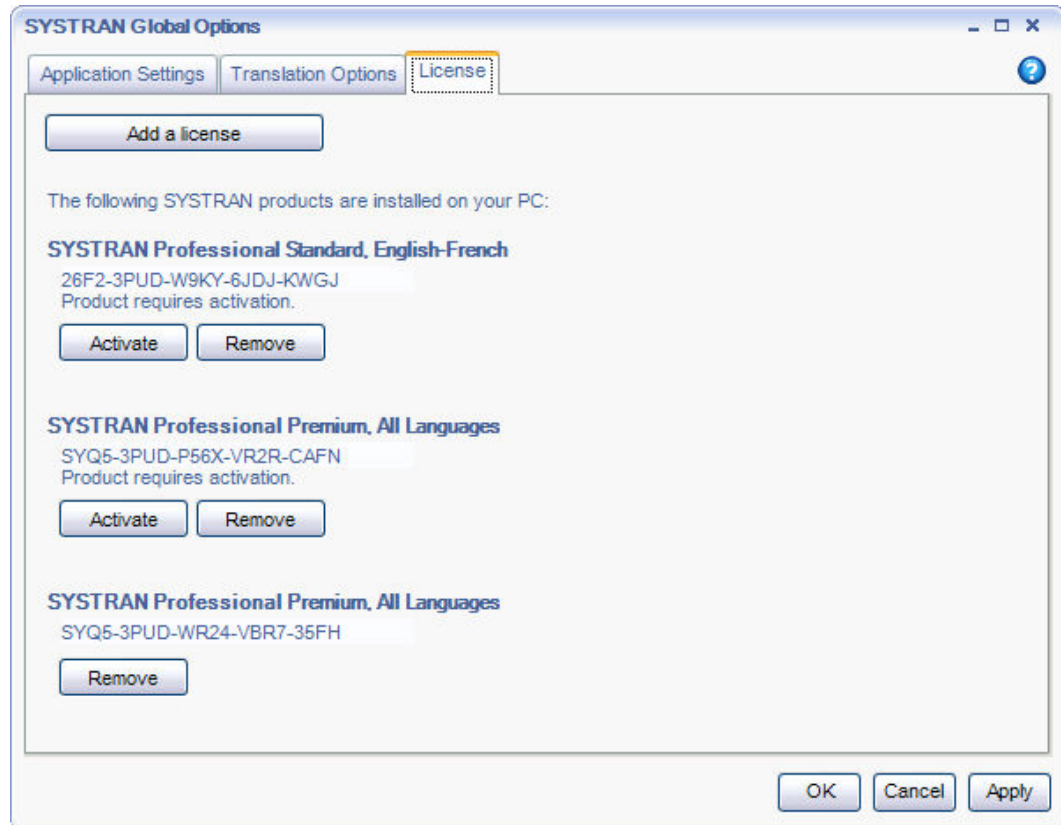 SYSTRAN Global Options
Application Settings Translation Options License
Add a license
The following SYSTRAN products are installed on your PC:
SYSTRAN Professional Standard, English-French
26F2-3PUD-W9KY-6JDJ-KWGJ
Product requires activation.
Activate Remove
SYSTRAN Professional Premium, All Languages
SYQ5-3PUD-P56X-VR2R-CAFN
Product requires activation.
Activate Remove
SYSTRAN Professional Premium, All Languages
SYQ5-3PUD-WR24-VBR7-35FH
Remove
OK Cancel Apply